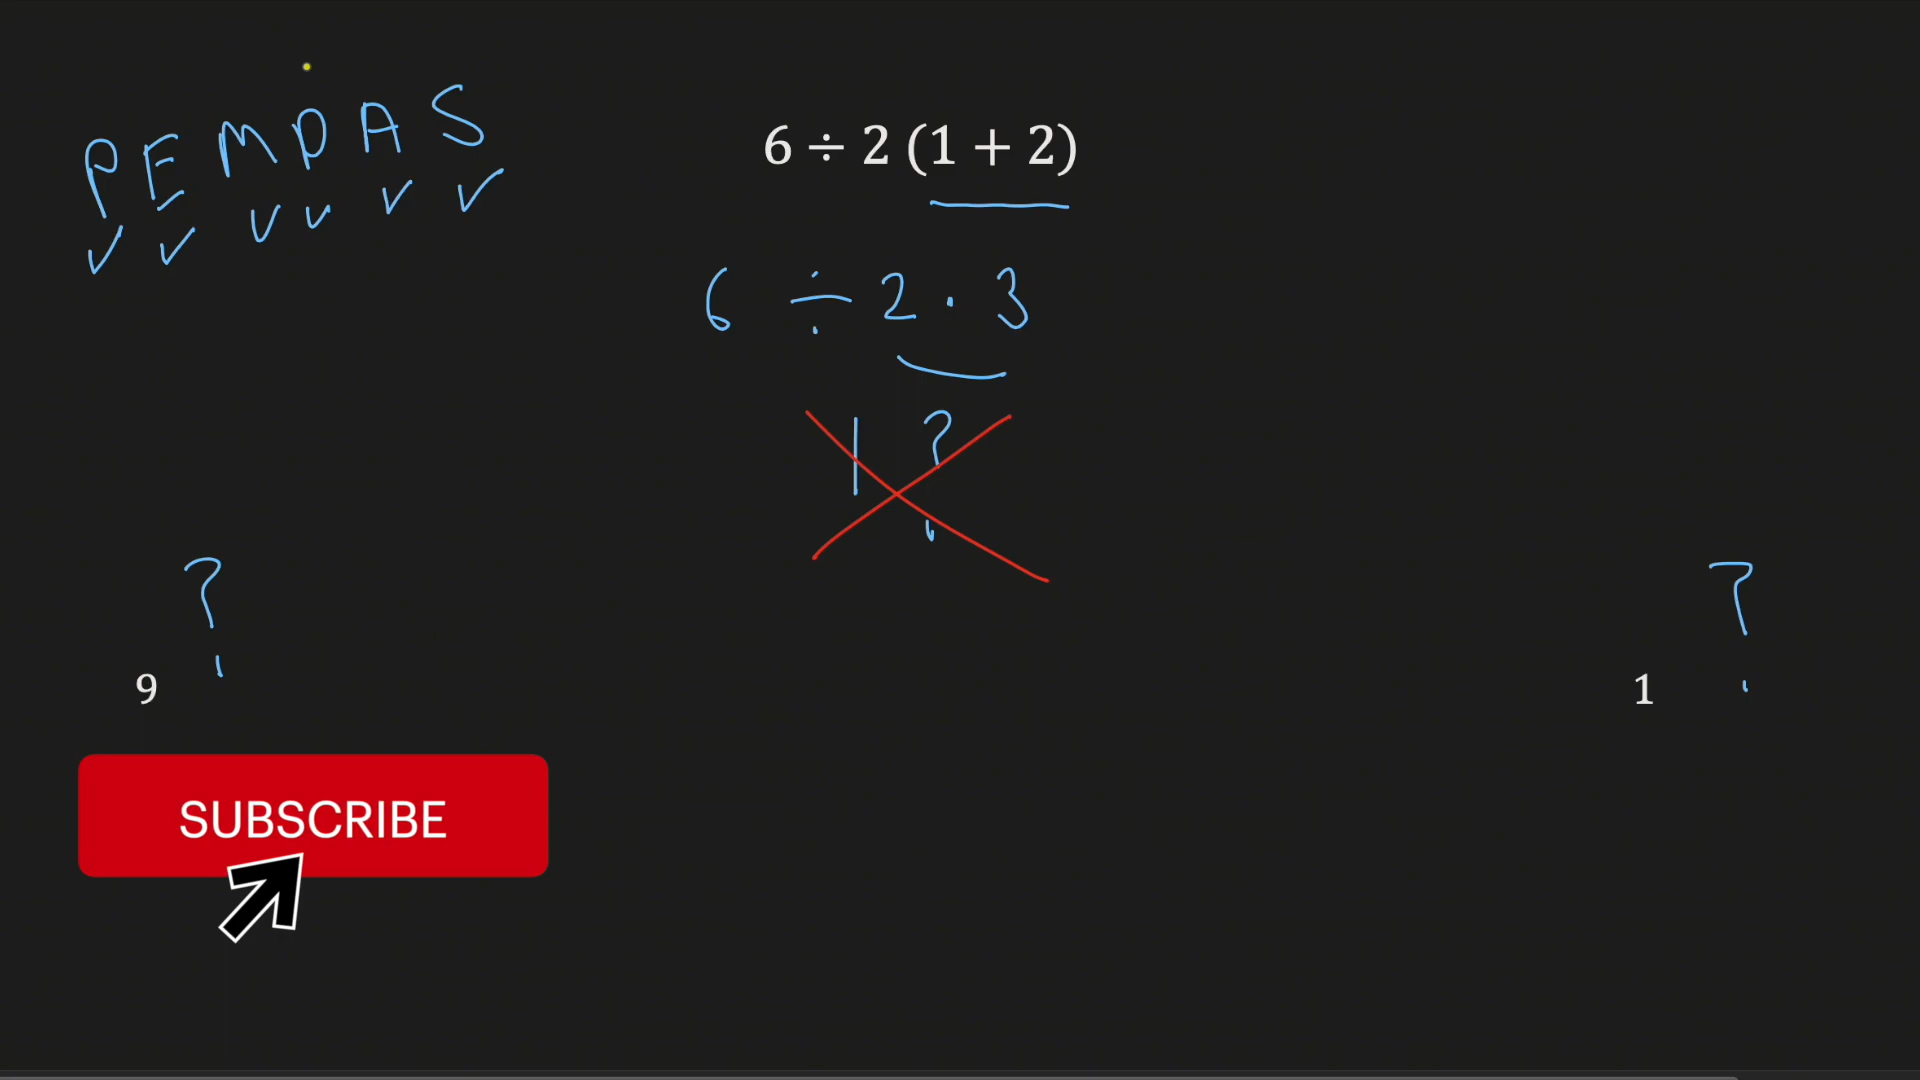 PEMDAS
6 ÷ 2 (1 + 2)
6 ÷ 2 · 3
1 ?
?
?
9
1
SUBSCRIBE